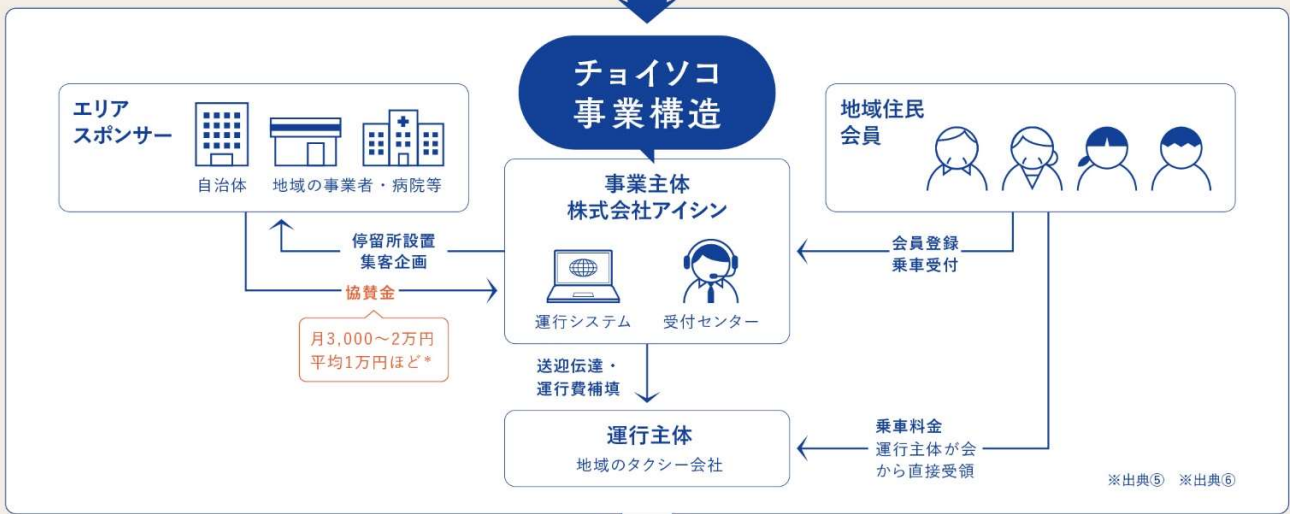 チョイソコ
事業構造
エリア
スポンサー
自治体
地域の事業者・病院等
地域住民
会員
事業主体
株式会社アイシン
運行システム
受付センター
停留所設置
集客企画
協賛金
月3,000〜2万円
平均1万円ほど*
会員登録
乗車受付
送迎伝達・
運行費補填
運行主体
地域のタクシー会社
乗車料金
運行主体が会
から直接受領
※出典⑤ ※出典⑥